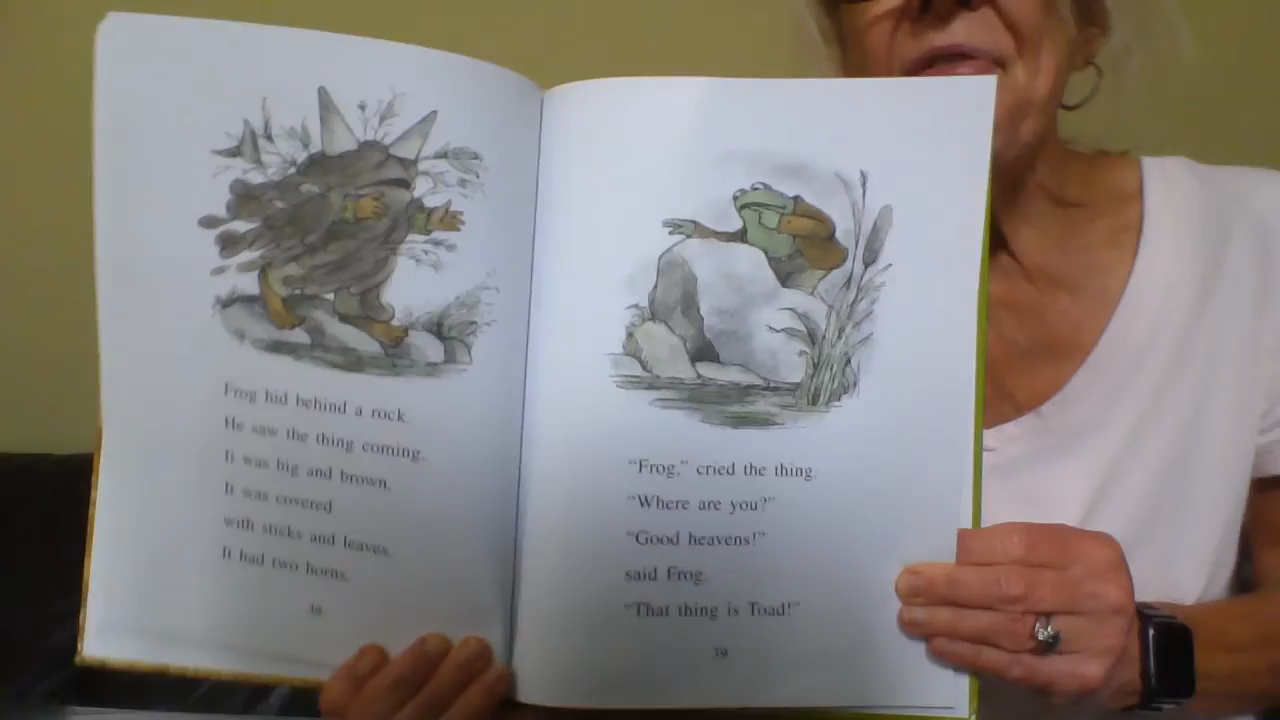 Frog hid behind a rock.
He saw the thing coming.
It was big and brown.
It was covered
with sticks and leaves.
It had two horns.
38
"Frog," cried the thing.
"Where are you?"
"Good heavens!"
said Frog.
"That thing is Toad!"
39